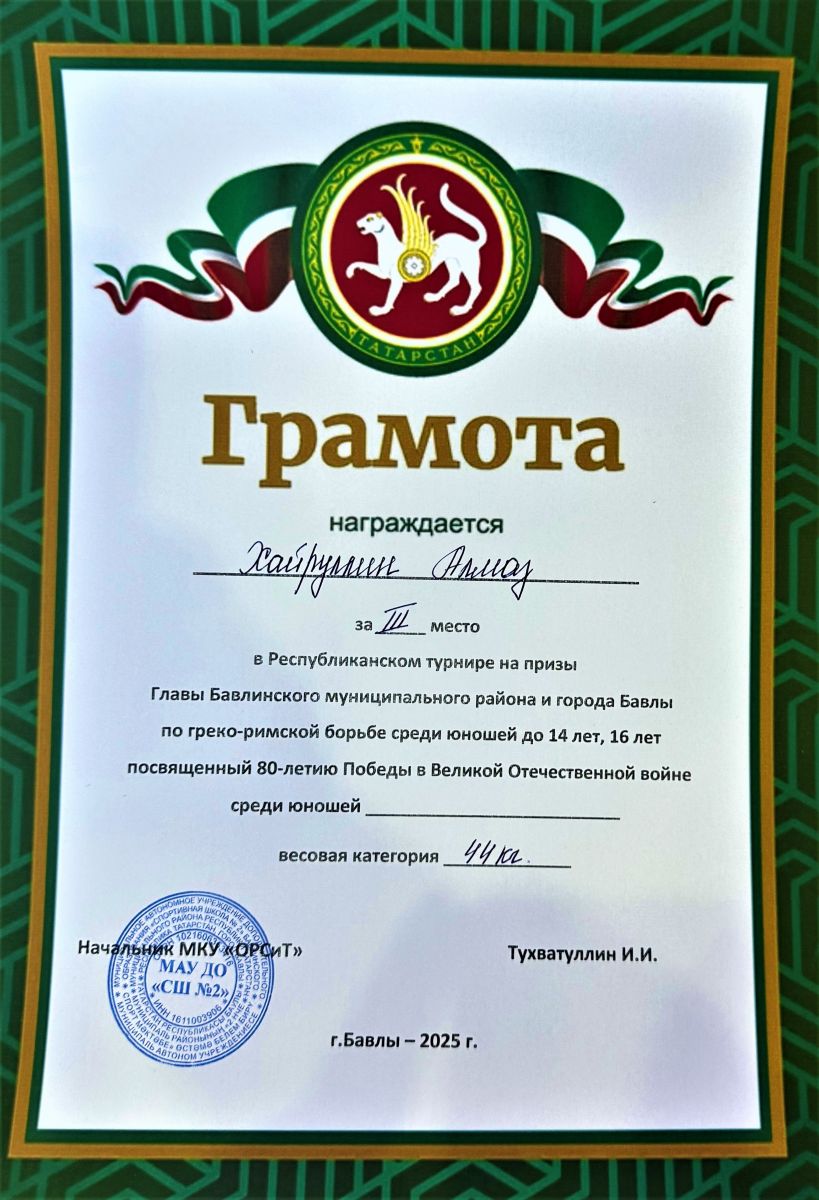 ТАТАРСТАН
Грамота
награждается
Хайруллин Алмаз
за III место
в Республиканском турнире на призы
Главы Бавлинского муниципального района и города Бавлы
по греко-римской борьбе среди юношей до 14 лет, 16 лет
посвященный 80-летию Победы в Великой Отечественной войне
среди юношей
весовая категория 44 кг.
Начальник МКУ «ОРСиТ» Тухватуллин И.И.
МАУ ДО
«СШ №2»
ИНН 1611003906
г.Бавлы – 2025 г.